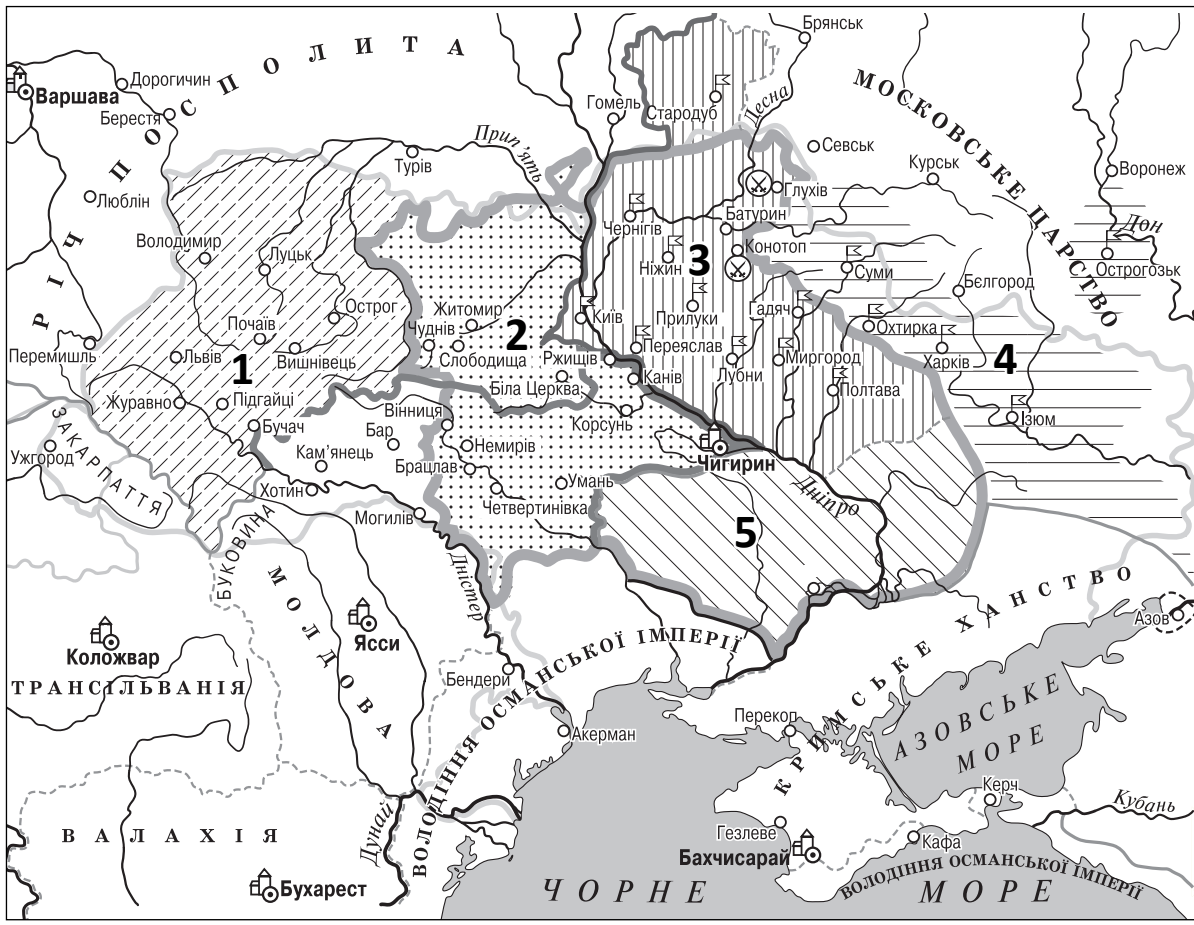 РІЧ ПОСПОЛИТА
Брянськ
МОСКОВСЬКЕ ЦАРСТВО
Варшава
Дорогичин
Берестя
Гомель
Стародуб
Десна
Прип'ять
Турів
Севськ
Курськ
Воронеж
Люблін
Глухів
Батурин
Чернігів
Дон
Володимир
Луцьк
Ніжин
3
Конотоп
Суми
Острогозьк
Бєлгород
Острог
Житомир
Київ
Прилуки
Гадяч
Охтирка
Почаїв
Чуднів
2
Переяслав
Харків
Перемишль
Львів
Вишнівець
Слободища
Ржищів
Миргород
4
1
Лубни
Біла Церква
Канів
Полтава
Журавно
Підгайці
Вінниця
Корсунь
Ізюм
ЗАКАРПАТТЯ
Бучач
Бар
Немирів
Чигирин
Ужгород
Кам'янець
Брацлав
Умань
Дніпро
Хотин
Четвертинівка
Могилів
5
БУКОВИНА
Дністер
МОЛДОВА
КРИМСЬКЕ ХАНСТВО
Азов
Ясси
Коложвар
ВОЛОДІННЯ ОСМАНСЬКОЇ ІМПЕРІЇ
ТРАНСІЛЬВАНІЯ
Бендери
АЗОВСЬКЕ
МОРЕ
Перекоп
Акерман
Керч
Кубань
Дунай
ВАЛАХІЯ
Гезлеве
Кафа
Бахчисарай
ВОЛОДІННЯ ОСМАНСЬКОЇ ІМПЕРІЇ
Бухарест
ЧОРНЕ МОРЕ